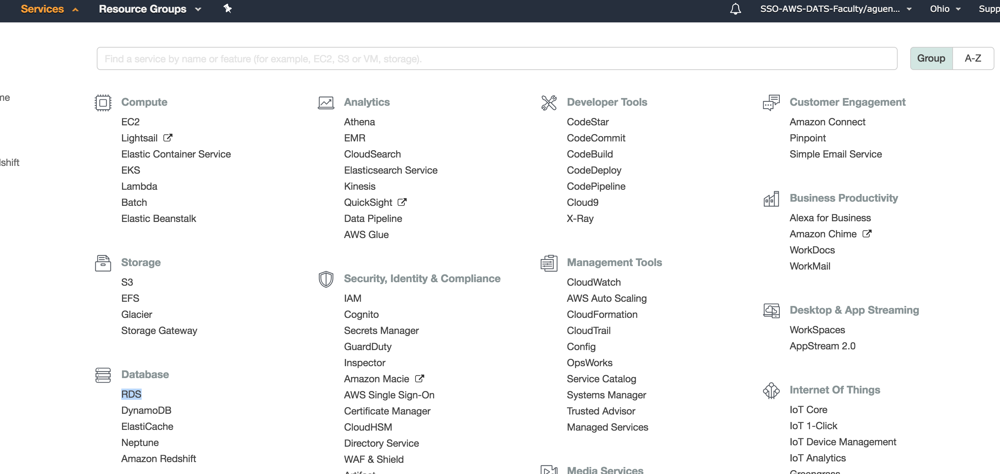 Services
Resource Groups
SSO-AWS-DATS-Faculty/aguen...
Ohio
Supp
Find a service by name or feature (for example, EC2, S3 or VM, storage).
Group
A-Z
me
dshift
Compute
EC2
Lightsail
Elastic Container Service
EKS
Lambda
Batch
Elastic Beanstalk
Storage
S3
EFS
Glacier
Storage Gateway
Database
RDS
DynamoDB
ElastiCache
Neptune
Amazon Redshift
Analytics
Athena
EMR
CloudSearch
Elasticsearch Service
Kinesis
QuickSight
Data Pipeline
AWS Glue
Security, Identity & Compliance
IAM
Cognito
Secrets Manager
GuardDuty
Inspector
Amazon Macie
AWS Single Sign-On
Certificate Manager
CloudHSM
Directory Service
WAF & Shield
Artifact
Developer Tools
CodeStar
CodeCommit
CodeBuild
CodeDeploy
CodePipeline
Cloud9
X-Ray
Management Tools
CloudWatch
AWS Auto Scaling
CloudFormation
CloudTrail
Config
OpsWorks
Service Catalog
Systems Manager
Trusted Advisor
Managed Services
Media Services
Customer Engagement
Amazon Connect
Pinpoint
Simple Email Service
Business Productivity
Alexa for Business
Amazon Chime
WorkDocs
WorkMail
Desktop & App Streaming
WorkSpaces
AppStream 2.0
Internet Of Things
IoT Core
IoT 1-Click
IoT Device Management
IoT Analytics
Greengrass